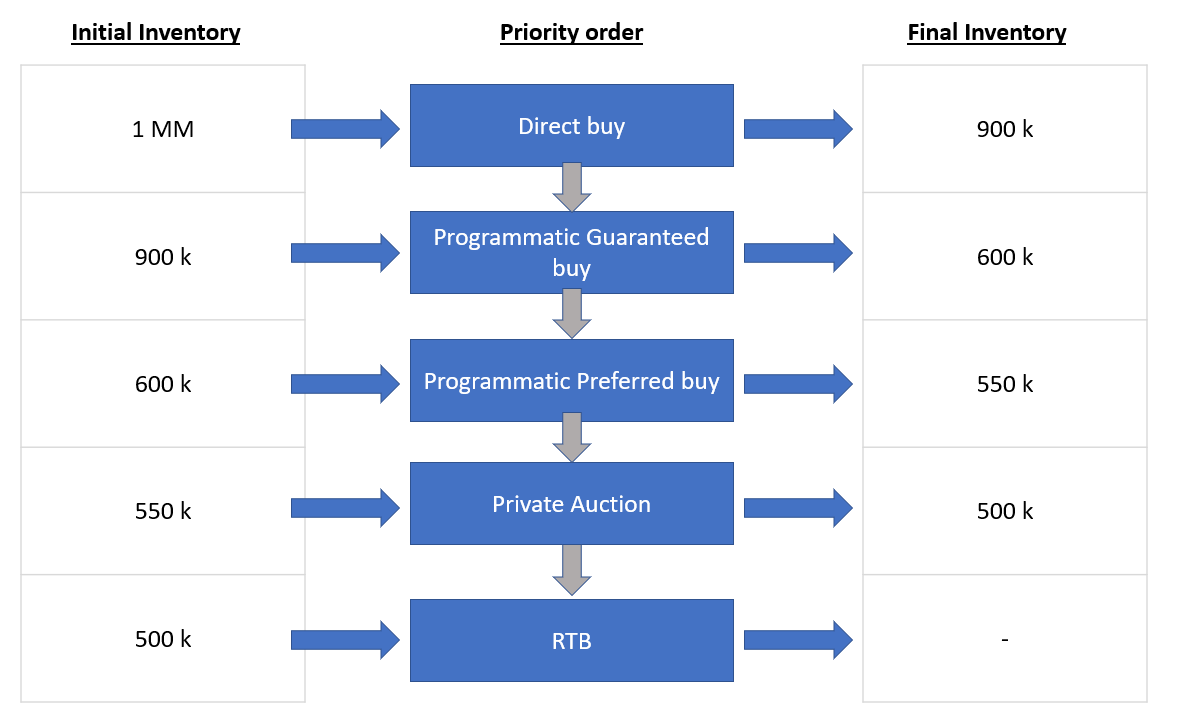 Initial Inventory
Priority order
Final Inventory
1 MM
Direct buy
900 k
900 k
Programmatic Guaranteed
buy
600 k
600 k
Programmatic Preferred buy
550 k
550 k
Private Auction
500 k
500 k
RTB
-